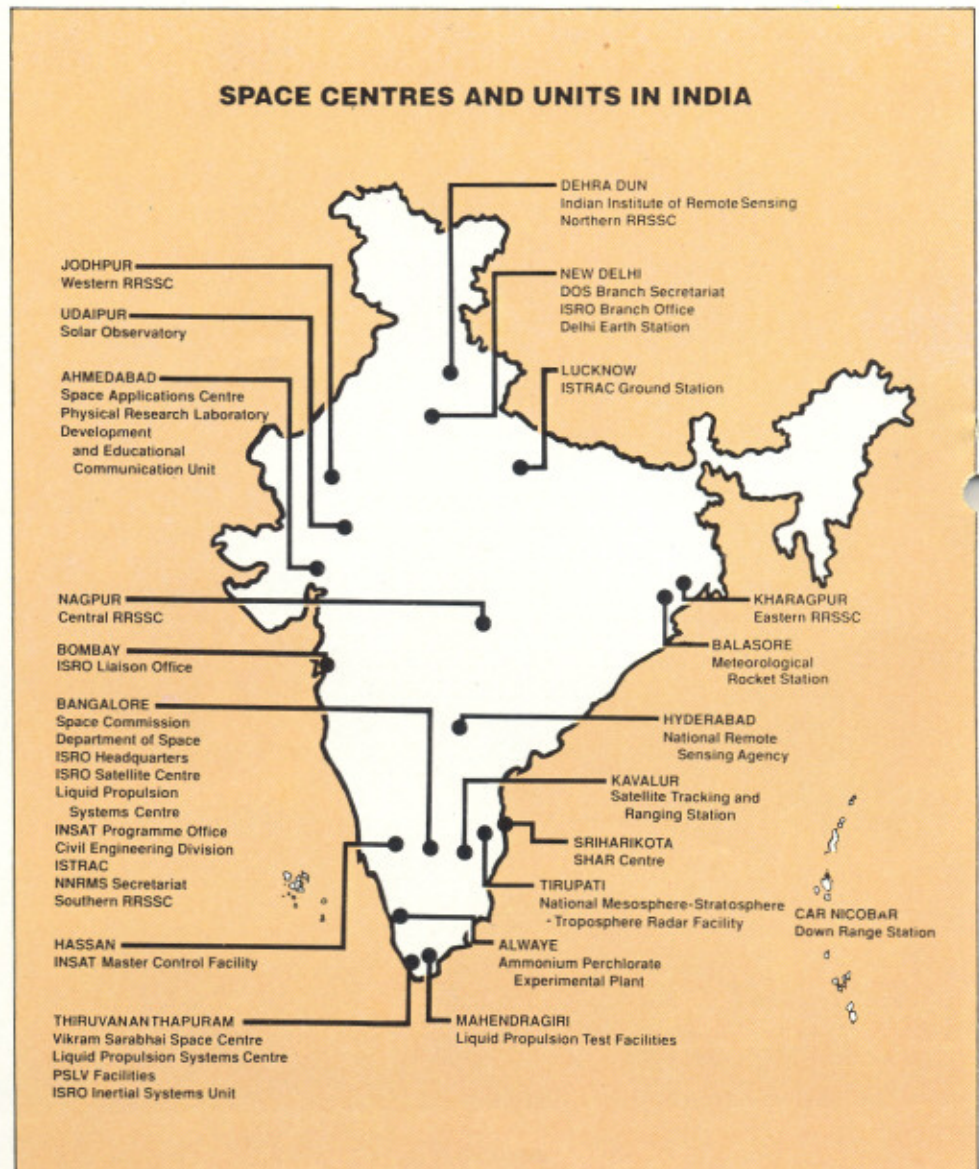 SPACE CENTRES AND UNITS IN INDIA
DEHRA DUN
Indian Institute of Remote Sensing
Northern RRSSC
JODHPUR
Western RRSSC
NEW DELHI
DOS Branch Secretariat
ISRO Branch Office
Delhi Earth Station
UDAIPUR
Solar Observatory
LUCKNOW
ISTRAC Ground Station
AHMEDABAD
Space Applications Centre
Physical Research Laboratory
Development
and Educational
Communication Unit
NAGPUR
Central RRSSC
KHARAGPUR
Eastern RRSSC
BOMBAY
ISRO Liaison Office
BALASORE
Meteorological
Rocket Station
BANGALORE
Space Commission
Department of Space
ISRO Headquarters
ISRO Satellite Centre
Liquid Propulsion
Systems Centre
INSAT Programme Office
Civil Engineering Division
ISTRAC
NNRMS Secretariat
Southern RRSSC
HYDERABAD
National Remote
Sensing Agency
KAVALUR
Satellite Tracking and
Ranging Station
SRIHARIKOTA
SHAR Centre
TIRUPATI
National Mesosphere-Stratosphere
- Troposphere Radar Facility
CAR NICOBAR
Down Range Station
HASSAN
INSAT Master Control Facility
ALWAYE
Ammonium Perchlorate
Experimental Plant
THIRUVANANTHAPURAM
Vikram Sarabhai Space Centre
Liquid Propulsion Systems Centre
PSLV Facilities
ISRO Inertial Systems Unit
MAHENDRAGIRI
Liquid Propulsion Test Facilities